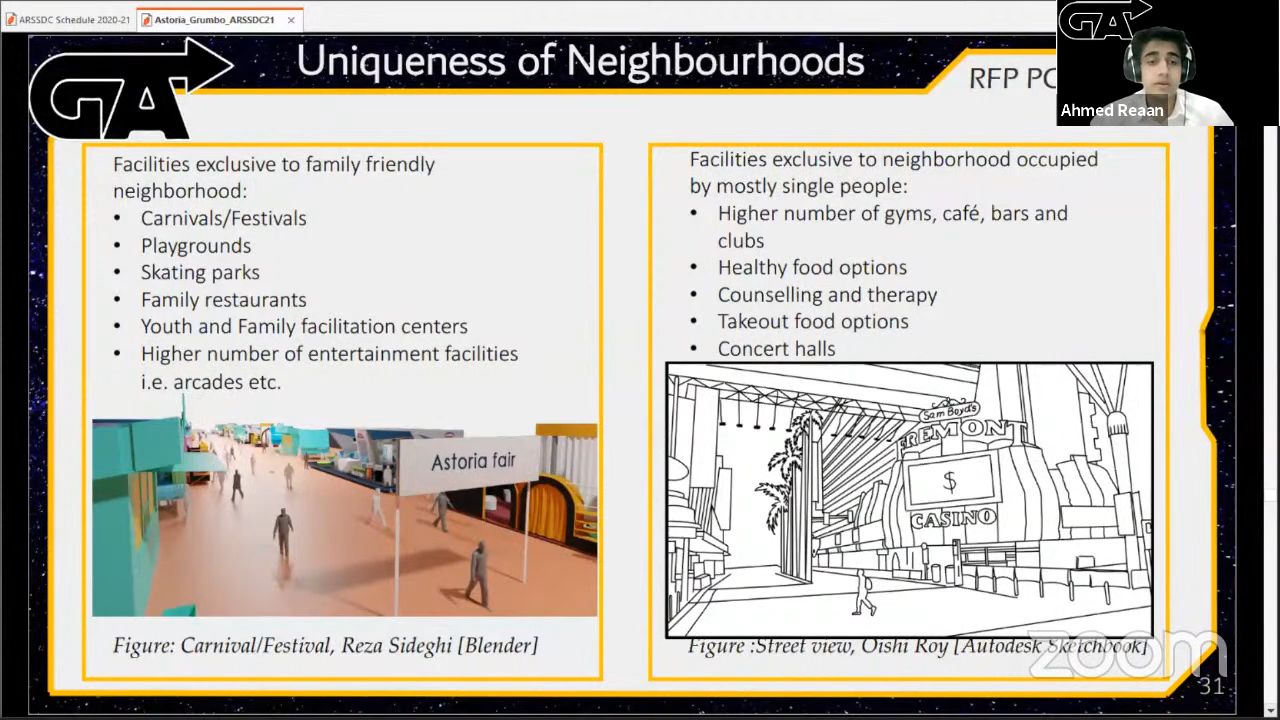 ARSSDC Schedule 2020-21
Astoria_Grumbo_ARSSDC21
GA
Uniqueness of Neighbourhoods
RFP
GA
Ahmed Reaan
Facilities exclusive to family friendly
neighborhood:
• Carnivals/Festivals
• Playgrounds
• Skating parks
• Family restaurants
• Youth and Family facilitation centers
• Higher number of entertainment facilities
i.e. arcades etc.
Astoria fair
Figure: Carnival/Festival, Reza Sideghi [Blender]
Facilities exclusive to neighborhood occupied
by mostly single people:
• Higher number of gyms, café, bars and
clubs
• Healthy food options
• Counselling and therapy
• Takeout food options
• Concert halls
Sam Boyd's
FREMONT
$
CASINO
Figure :Street view, Oishi Roy [Autodesk Sketchbook]
zoom
31